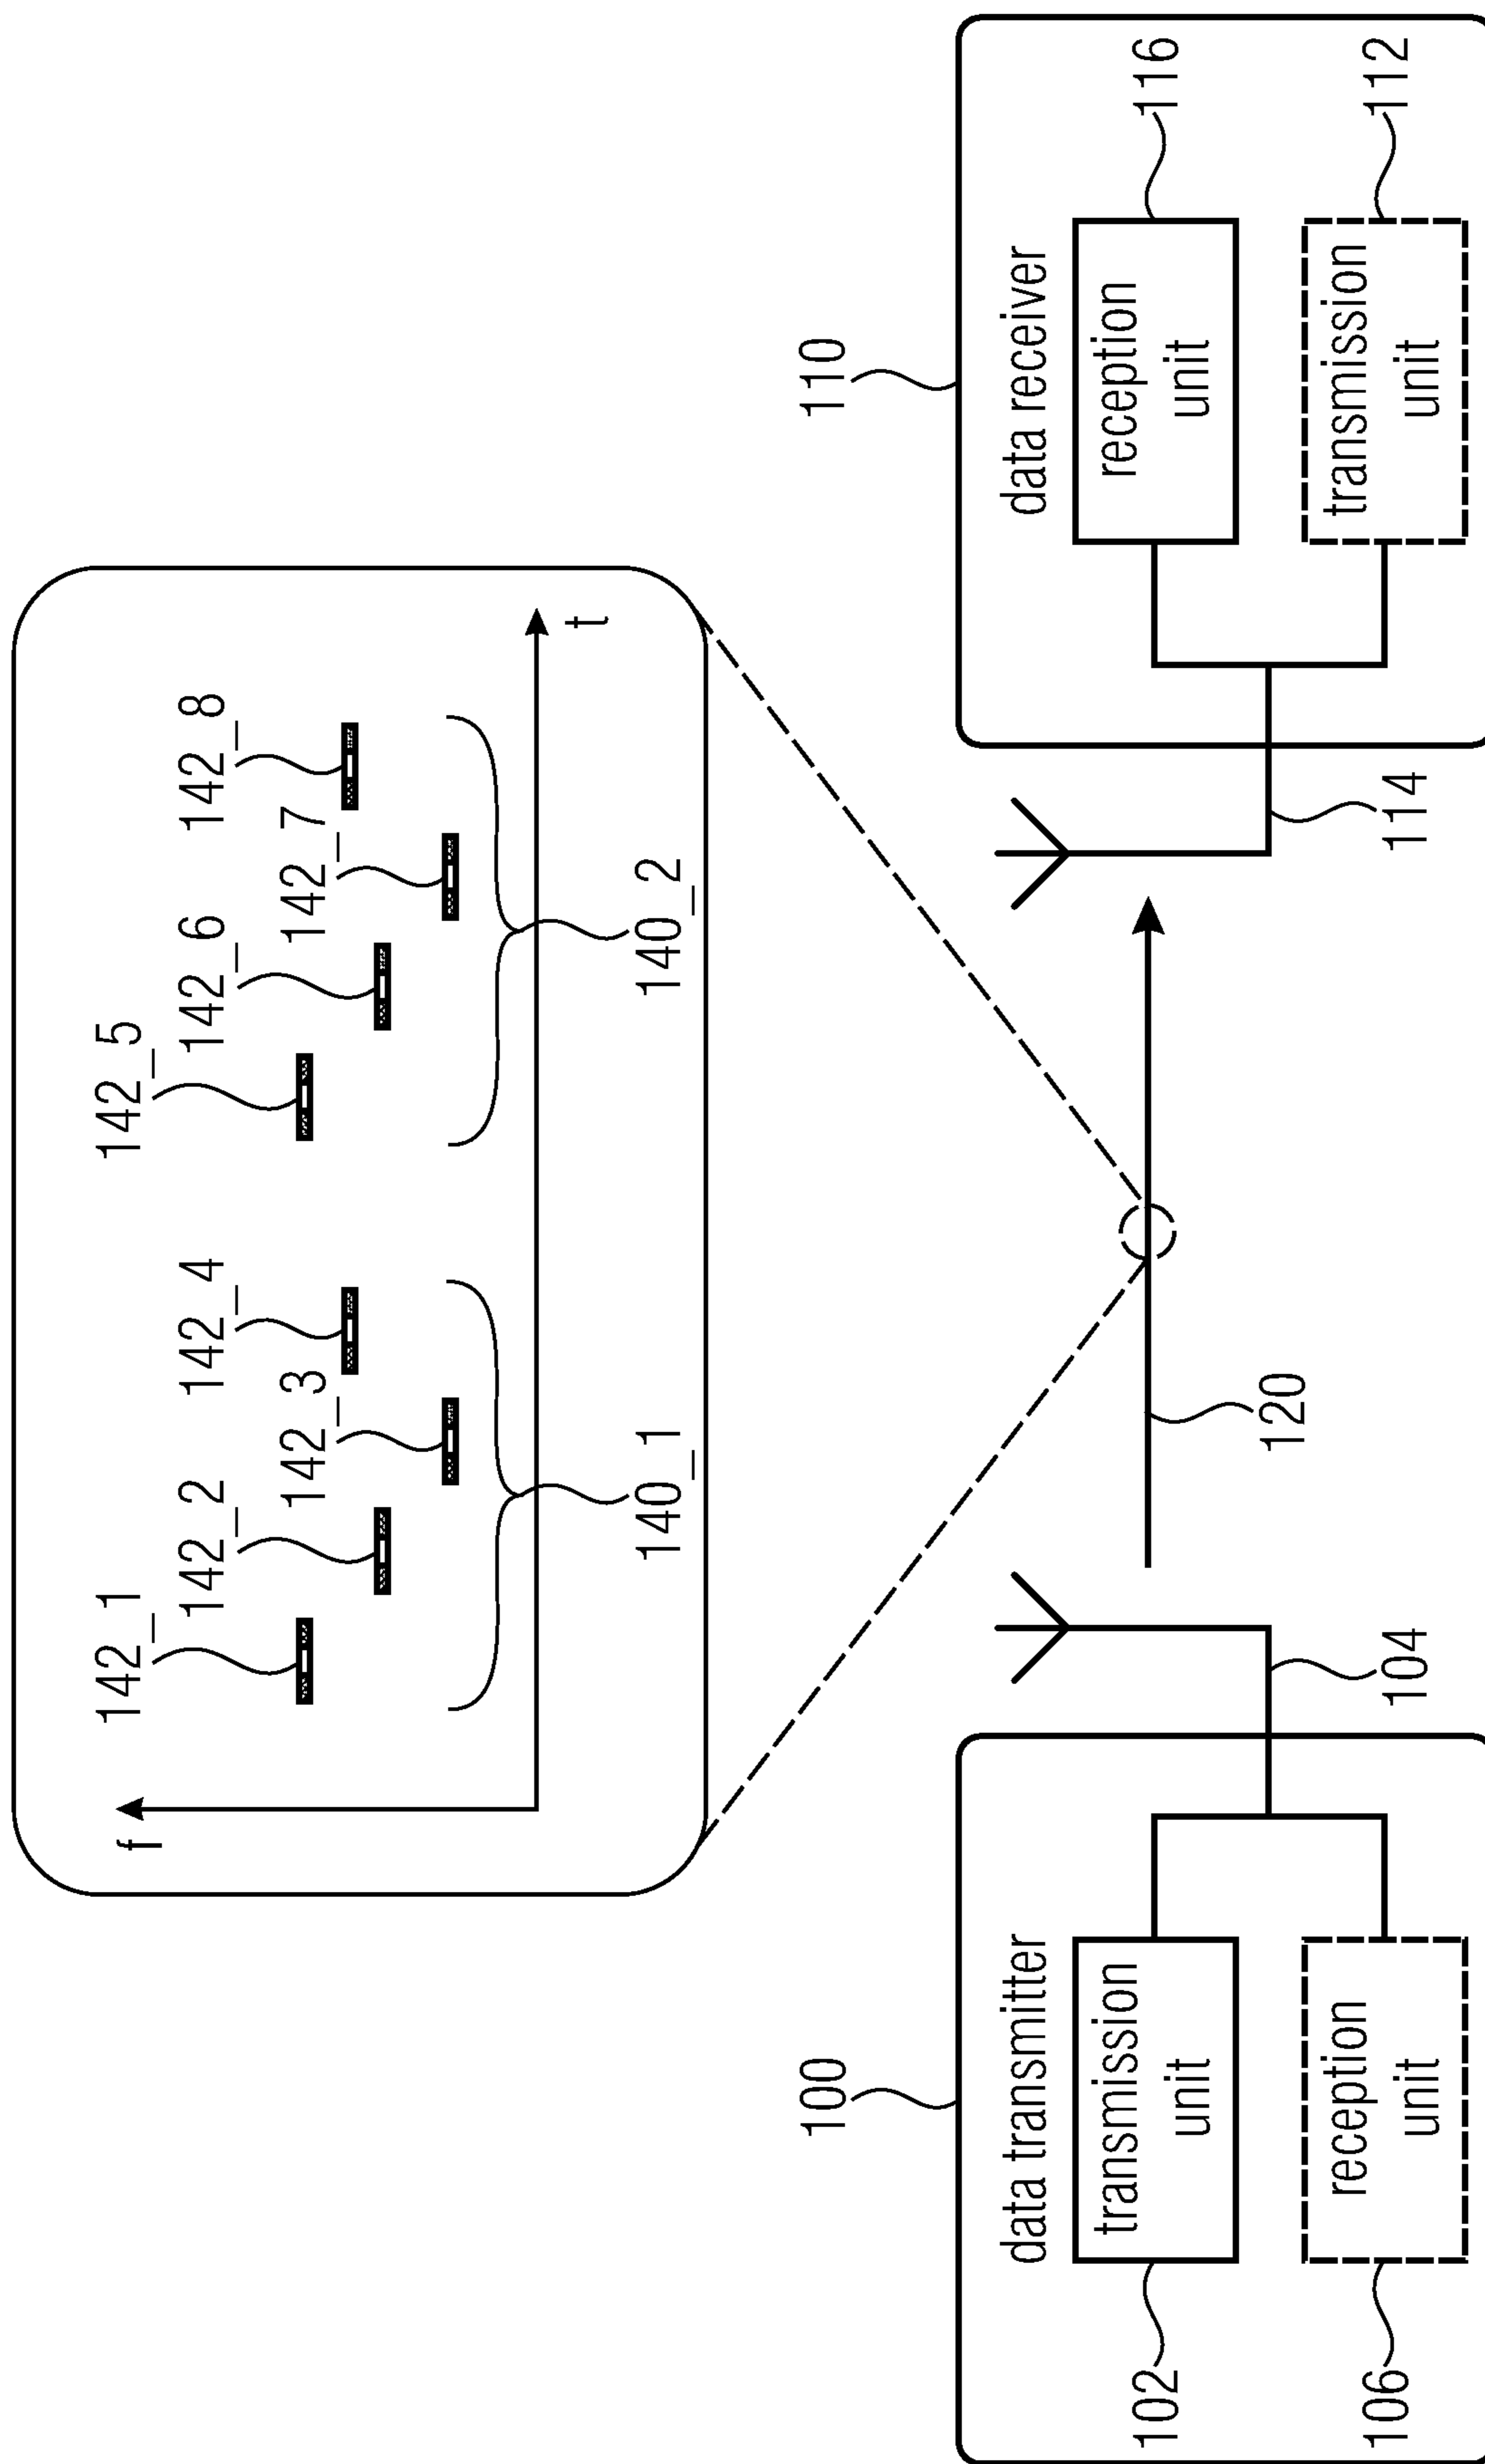 142_5
142_1
142_8
142_6
142_4
142_2
142_7
142_3
f
t
140_1
140_2
100
110
data transmitter
transmission
unit
reception
unit
102
106
104
120
114
data receiver
reception
unit
transmission
unit
116
112